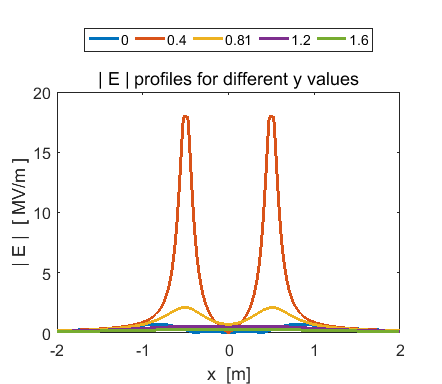 0 0.4 0.81 1.2 1.6
| E | profiles for different y values
20
15
10
5
0
| E | [ MV/m ]
-2 -1 0 1 2
x [m]